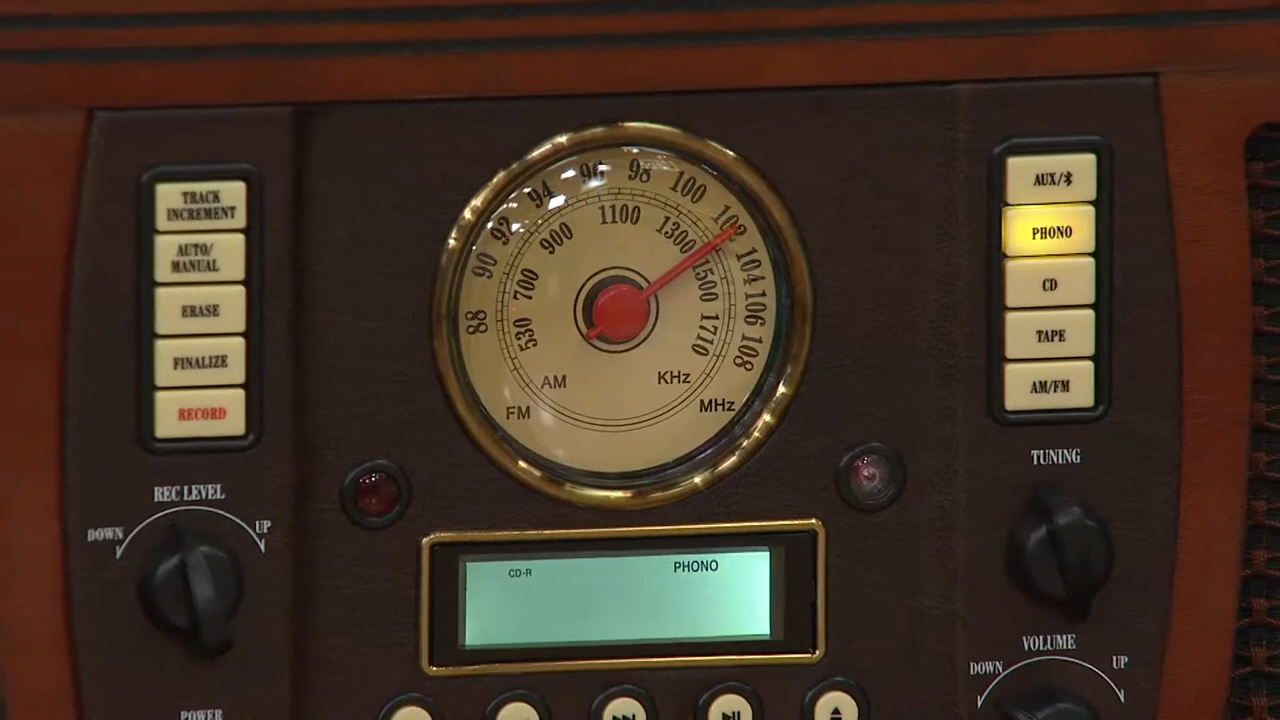 TRACK
INCREMENT
AUTO/
MANUAL
ERASE
FINALIZE
RECORD
REC LEVEL
DOWN
UP
POWER
88 90 92 94 96 98 100 102 104 106 108
530 700 900 1100 1300 1500 1710
AM KHz
FM MHz
CD-R PHONO
AUX/
PHONO
CD
TAPE
AM/FM
TUNING
VOLUME
DOWN
UP